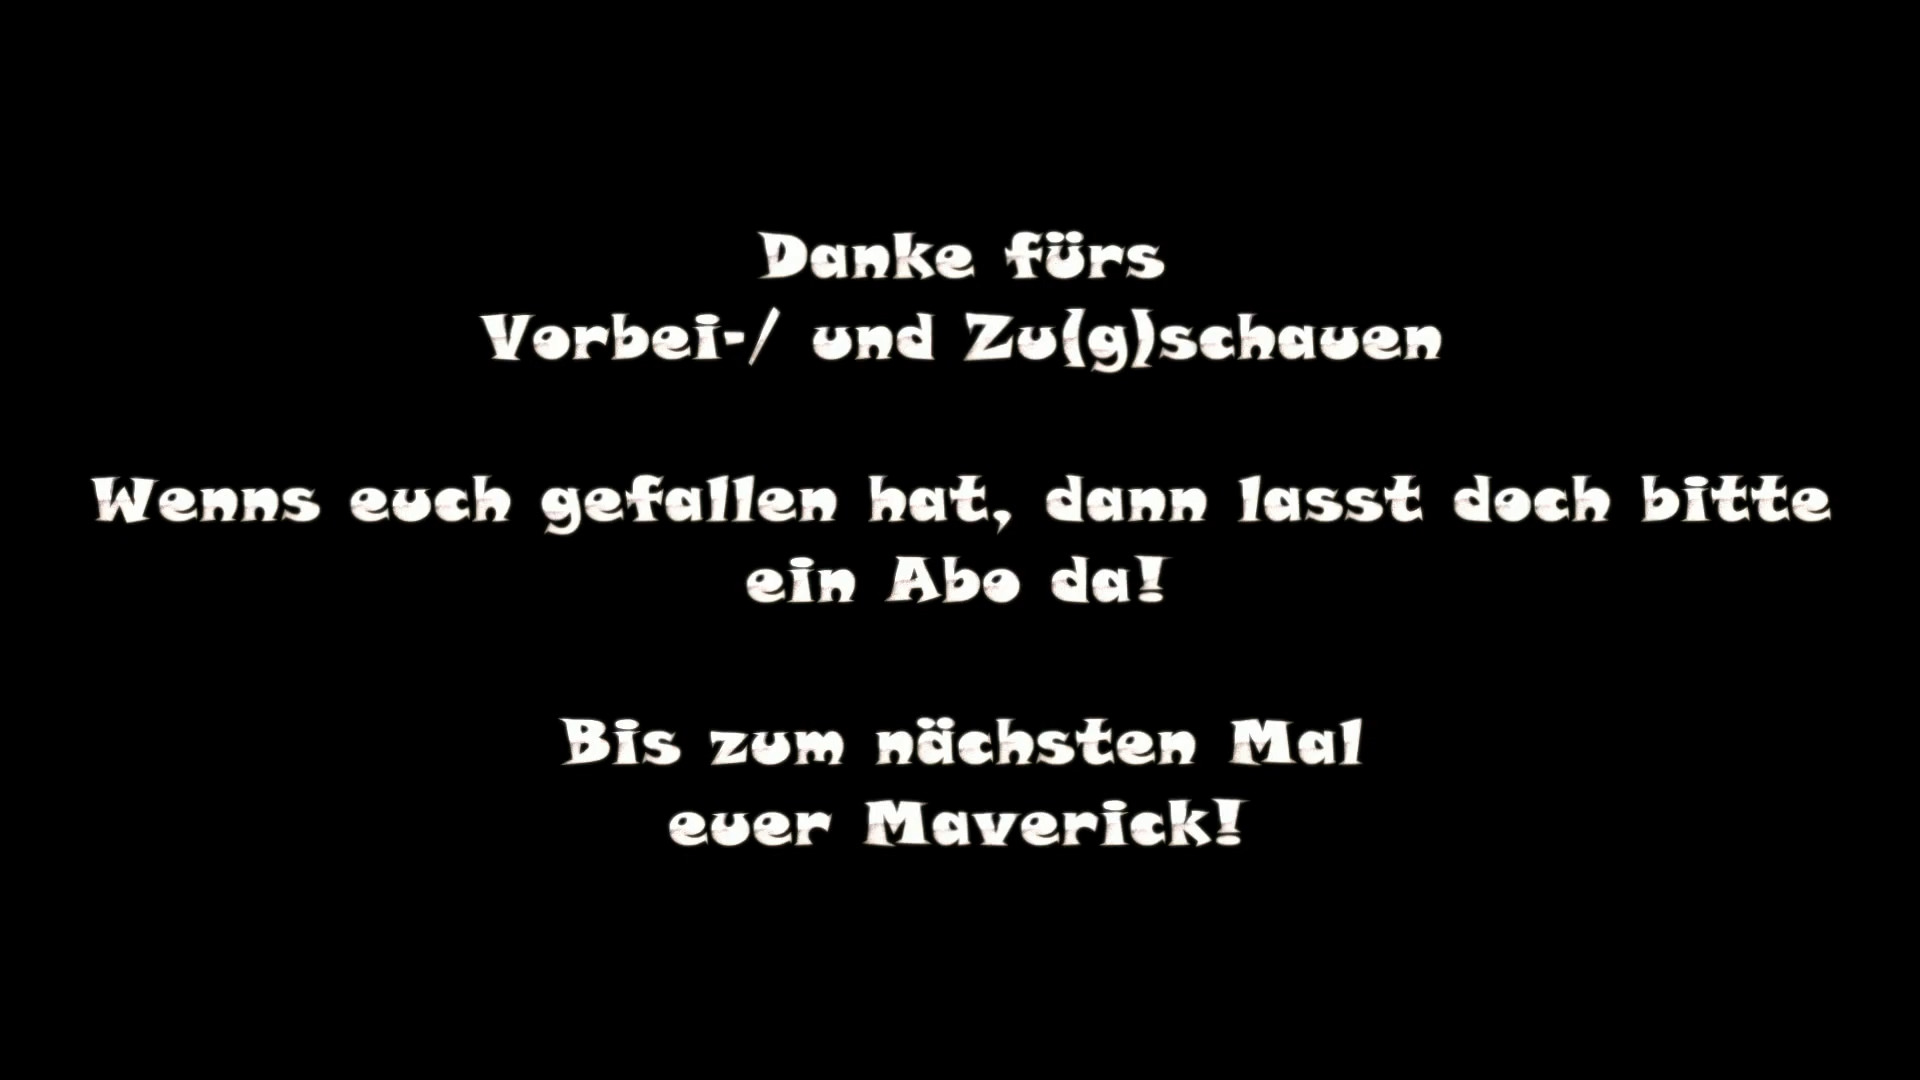 Danke fürs
Vorbei-/ und Zu(g)schauen
Wenns euch gefallen hat, dann lasst doch bitte
ein Abo da!
Bis zum nächsten Mal
euer Maverick!